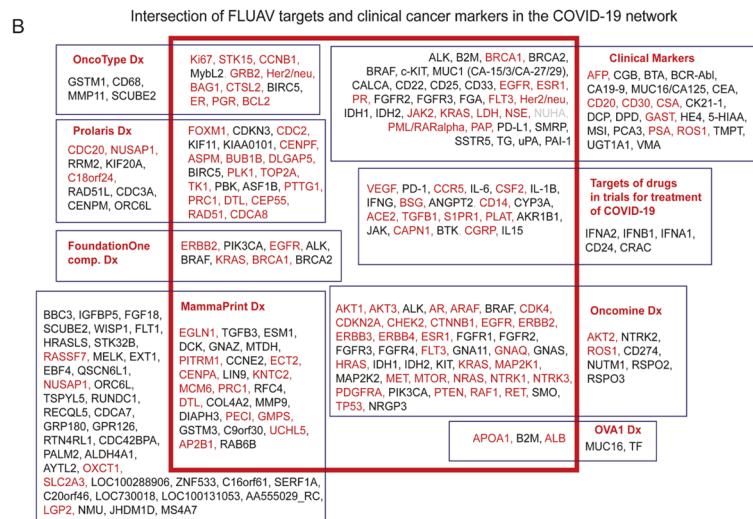 Intersection of FLUAV targets and clinical cancer markers in the COVID-19 network
B
OncoType Dx
GSTM1, CD68,
MMP11, SCUBE2
Ki67, STK15, CCNB1,
MybL2 GRB2, Her2/neu,
BAG1, CTSL2, BIRC5,
ER, PGR, BCL2
Prolaris Dx
CDC20, NUSAP1,
RRM2, KIF20A,
C18orf24,
RAD51L, CDC3A,
CENPM, ORC6L
FOXM1, CDKN3, CDC2,
KIF11, KIAA0101, CENPF,
ASPM, BUB1B, DLGAP5,
BIRC5, PLK1, TOP2A,
TK1, PBK, ASF1B, PTTG1,
PRC1, DTL, CEP55,
RAD51, CDCA8
FoundationOne
comp. Dx
ERBB2, PIK3CA, EGFR, ALK,
BRAF, KRAS, BRCA1, BRCA2
BBC3, IGFBP5, FGF18,
SCUBE2, WISP1, FLT1,
HRASLS, STK32B,
RASSF7, MELK, EXT1,
EBF4, QSCN6L1,
NUSAP1, ORC6L,
TSPYL5, RUNDC1,
RECQL5, CDCA7,
GRP180, GPR126,
RTN4RL1, CDC42BPA,
PALM2, ALDH4A1,
AYTL2, OXCT1,
SLC2A3, LOC100288906, ZNF533, C16orf61, SERF1A,
C20orf46, LOC730018, LOC100131053, AA555029_RC,
LGP2, NMU, JHDM1D, MS4A7
MammaPrint Dx
EGLN1, TGFB3, ESM1,
DCK, GNAZ, MTDH,
PITRM1, CCNE2, ECT2,
CENPA, LIN9, KNTC2,
MCM6, PRC1, RFC4,
DTL, COL4A2, MMP9,
DIAPH3, PECI, GMPS,
GSTM3, C9orf30, UCHL5,
AP2B1, RAB6B
ALK, B2M, BRCA1, BRCA2,
BRAF, c-KIT, MUC1 (CA-15/3/CA-27/29),
CALCA, CD22, CD25, CD33, EGFR, ESR1,
PR, FGFR2, FGFR3, FGA, FLT3, Her2/neu,
IDH1, IDH2, JAK2, KRAS, LDH, NSE, NUHA,
PML/RARalpha, PAP, PD-L1, SMRP,
SSTR5, TG, uPA, PAI-1
Clinical Markers
AFP, CGB, BTA, BCR-Abl,
CA19-9, MUC16/CA125, CEA,
CD20, CD30, CSA, CK21-1,
DCP, DPD, GAST, HE4, 5-HIAA,
MSI, PCA3, PSA, ROS1, TMPT,
UGT1A1, VMA
VEGF, PD-1, CCR5, IL-6, CSF2, IL-1B,
IFNG, BSG, ANGPT2, CD14, CYP3A,
ACE2, TGFB1, S1PR1, PLAT, AKR1B1,
JAK, CAPN1, BTK, CGRP, IL15
Targets of drugs
in trials for treatment
of COVID-19
IFNA2, IFNB1, IFNA1,
CD24, CRAC
AKT1, AKT3, ALK, AR, ARAF, BRAF, CDK4,
CDKN2A, CHEK2, CTNNB1, EGFR, ERBB2,
ERBB3, ERBB4, ESR1, FGFR1, FGFR2,
FGFR3, FGFR4, FLT3, GNA11, GNAQ, GNAS,
HRAS, IDH1, IDH2, KIT, KRAS, MAP2K1,
MAP2K2, MET, MTOR, NRAS, NTRK1, NTRK3,
PDGFRA, PIK3CA, PTEN, RAF1, RET, SMO,
TP53, NRGP3
Oncomine Dx
AKT2, NTRK2,
ROS1, CD274,
NUTM1, RSPO2,
RSPO3
APOA1, B2M, ALB
OVA1 Dx
MUC16, TF